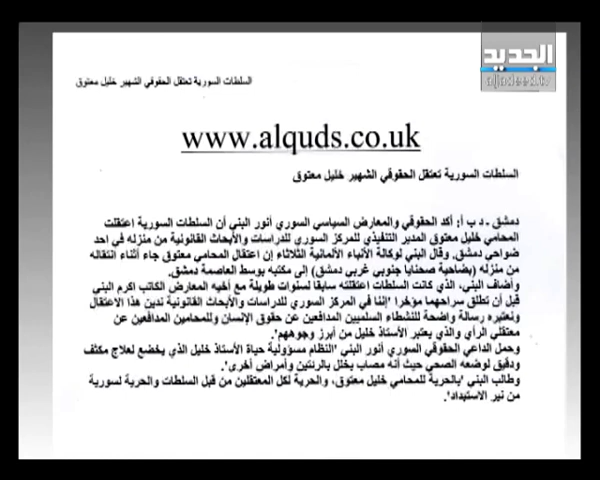 الجديد
aljadeed.tv
السلطات السورية تعتقل الحقوقي الشهير خليل معتوق
www.alquds.co.uk
السلطات السورية تعتقل الحقوقي الشهير خليل معتوق
دمشق ـ د ب أ: أكد الحقوقي والمعارض السياسي السوري أنور البني أن السلطات السورية اعتقلت
المحامي خليل معتوق المدير التنفيذي للمركز السوري للدراسات والأبحاث القانونية من منزله في احد
ضواحي دمشق. وقال البني لوكالة الأنباء الألمانية الثلاثاء إن اعتقال المحامي معتوق جاء أثناء انتقاله
من منزله (بضاحية صحنايا جنوبي غربي دمشق) إلى مكتبه بوسط العاصمة دمشق.
وأضاف البني، الذي كانت السلطات اعتقلته سابقا لسنوات طويلة مع أخيه المعارض الكاتب اكرم البني
قبل أن تطلق سراحهما مؤخرا 'إننا في المركز السوري للدراسات والأبحاث القانونية ندين هذا الاعتقال
ونعتبره رسالة واضحة للنشطاء السلميين المدافعين عن حقوق الإنسان وللمحامين المدافعين عن
معتقلي الرأي والذي يعتبر الأستاذ خليل من أبرز وجوههم'.
وحمل الداعي الحقوقي السوري أنور البني 'النظام مسؤولية حياة الأستاذ خليل الذي يخضع لعلاج مكثف
ودقيق لوضعه الصحي حيث أنه مصاب بخلل بالرئتين وأمراض أخرى'.
وطالب البني 'بالحرية للمحامي خليل معتوق، والحرية لكل المعتقلين من قبل السلطات والحرية لسورية
من نير الاستبداد'.